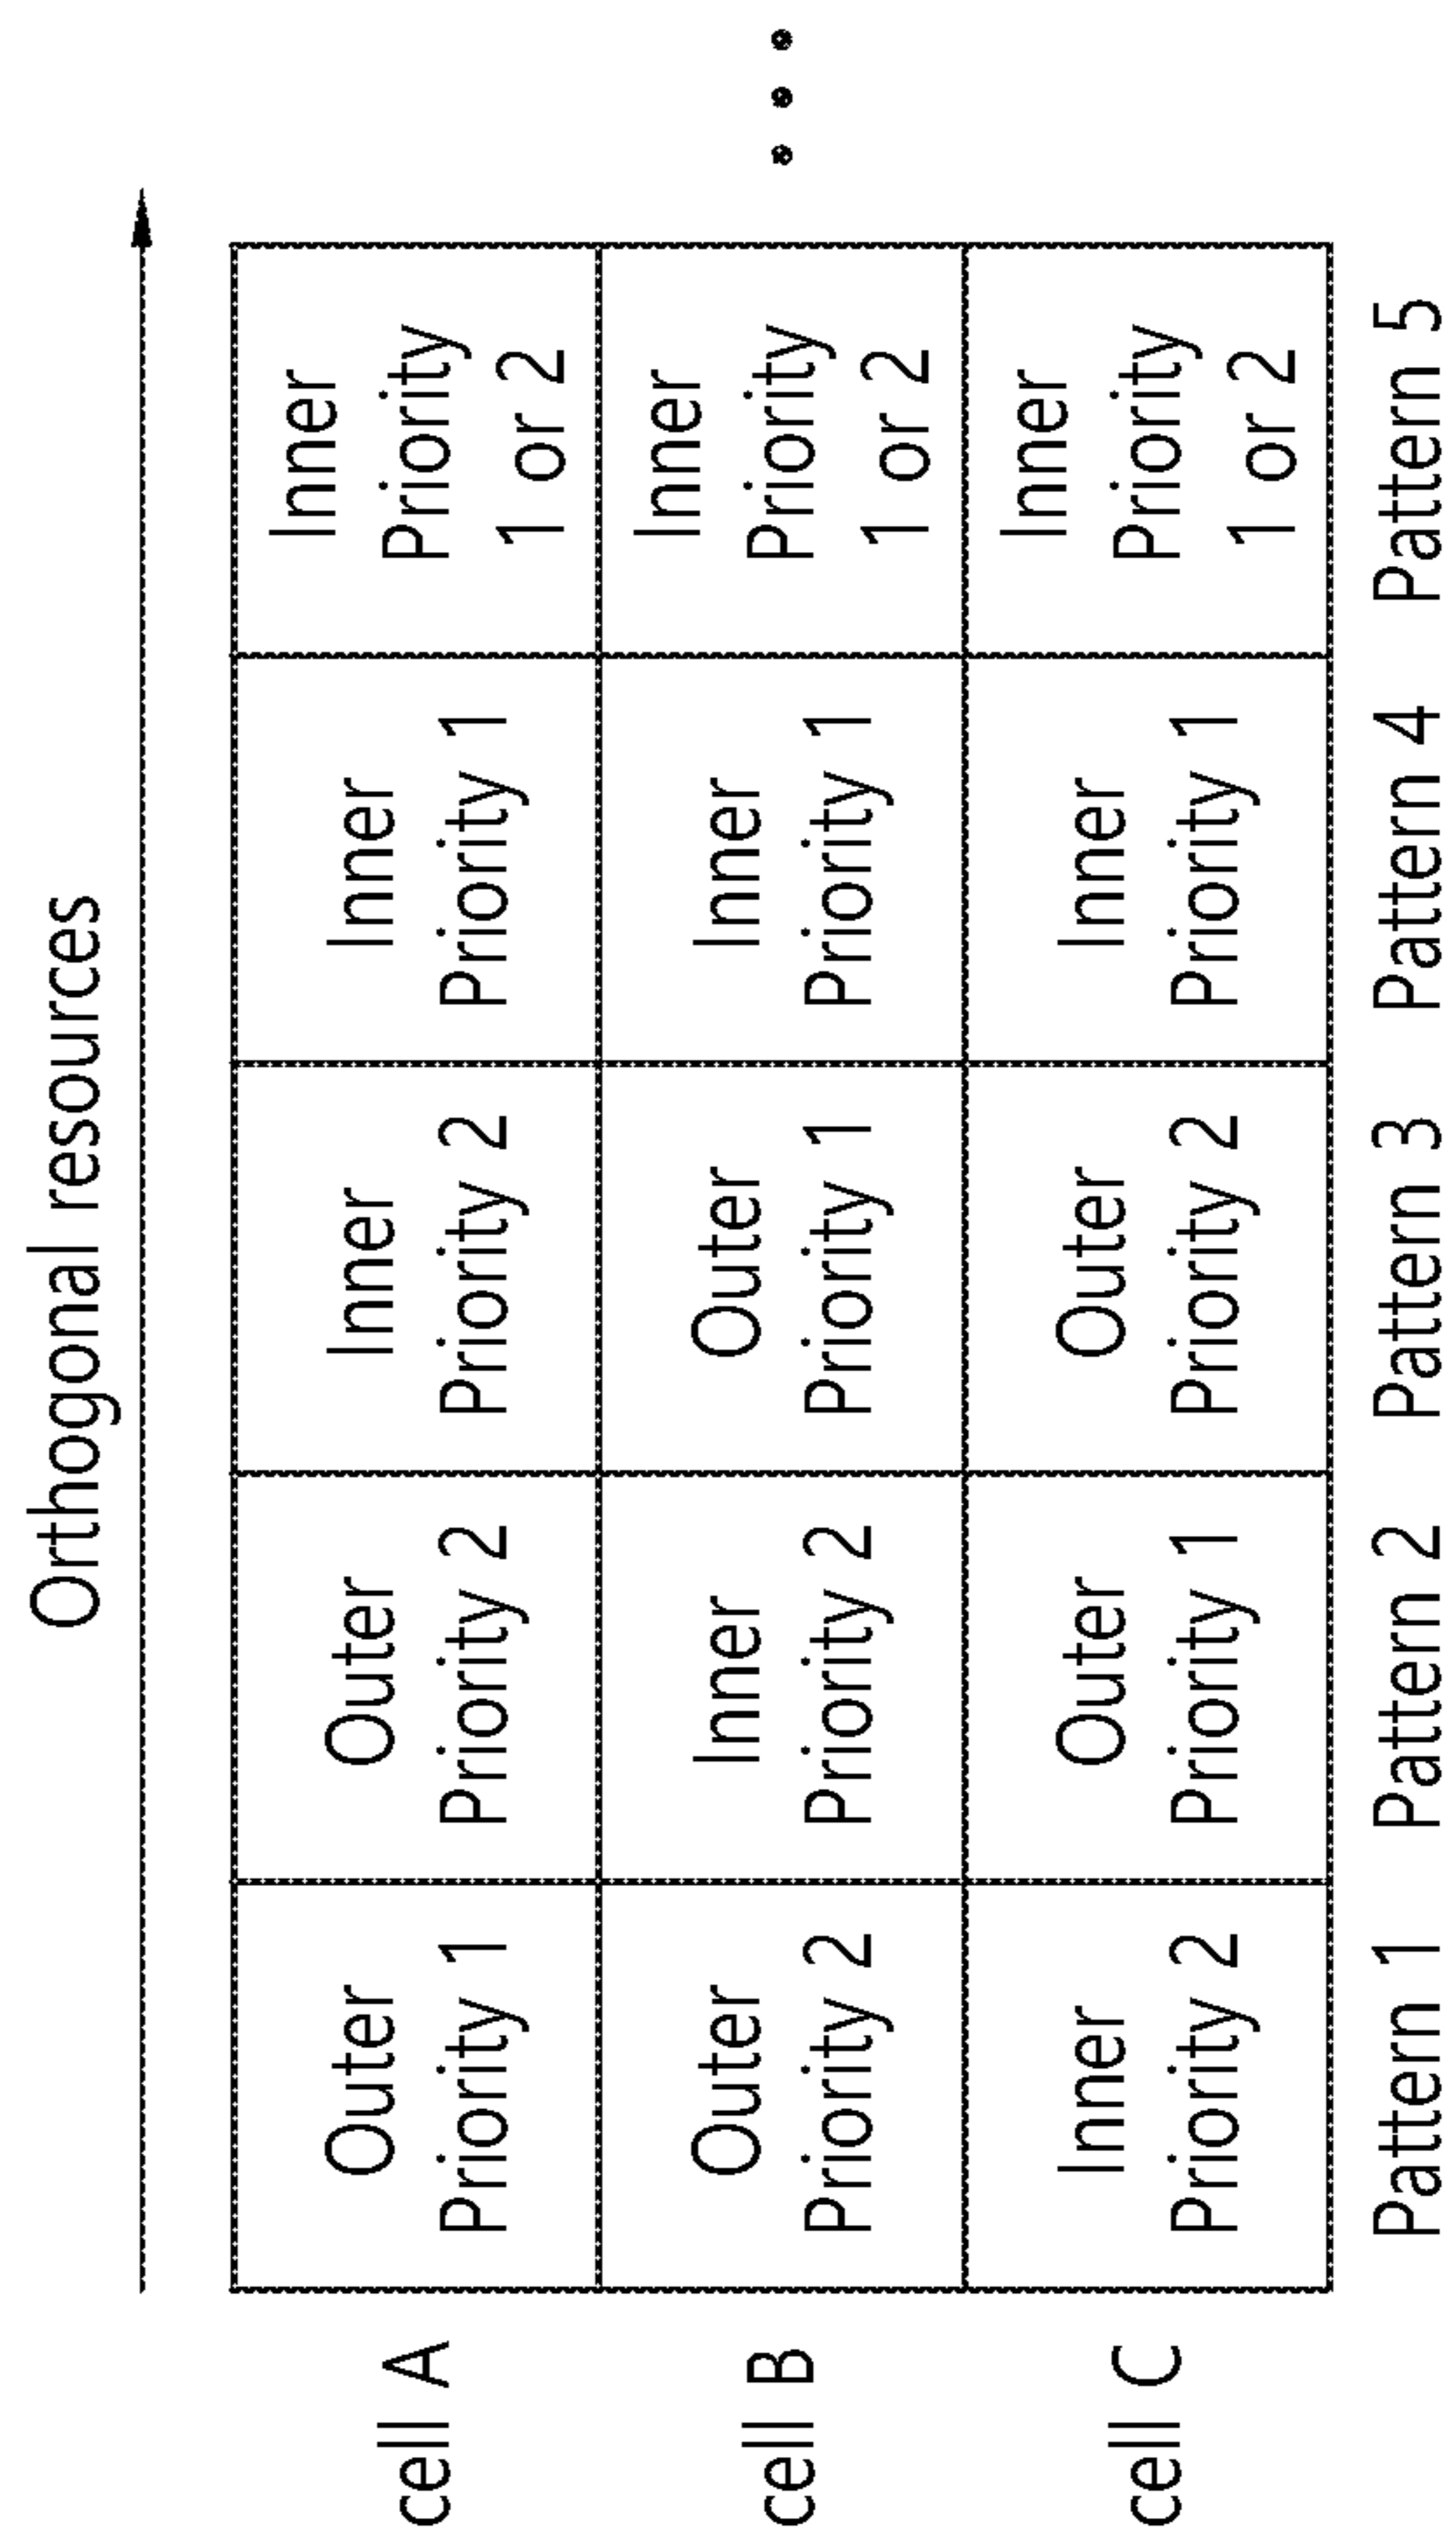 Orthogonal resources
cell A
Outer
Priority 1
Outer
Priority 2
Inner
Priority 2
Inner
Priority 1
Inner
Priority
1 or 2
cell B
Outer
Priority 2
Inner
Priority 2
Outer
Priority 1
Inner
Priority 1
Inner
Priority
1 or 2
cell C
Inner
Priority 2
Outer
Priority 1
Outer
Priority 2
Inner
Priority 1
Inner
Priority
1 or 2
Pattern 1
Pattern 2
Pattern 3
Pattern 4
Pattern 5